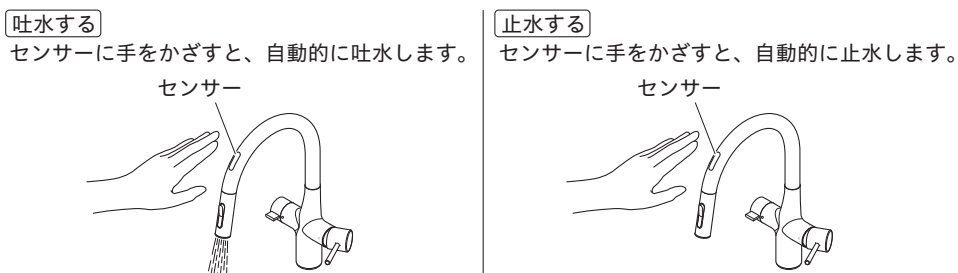 吐水する
センサーに手をかざすと、自動的に吐水します。
センサー
止水する
センサーに手をかざすと、自動的に止水します。
センサー